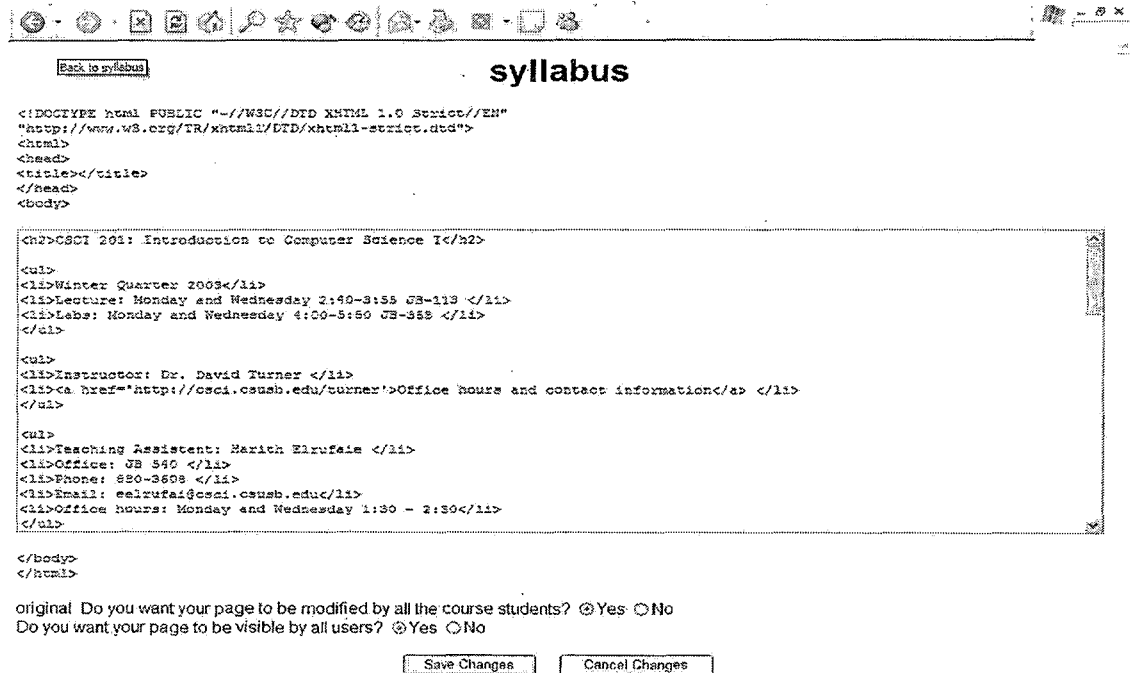 Back to syllabus
syllabus
<!DOCTYPE html PUBLIC "-//W3C//DTD XHTML 1.0 Strict//EN"
"http://www.w3.org/TR/xhtml1/DTD/xhtml1-strict.dtd">
<html>
<head>
<title></title>
</head>
<body>
<h2>CSCI 201: Introduction to Computer Science I</h2>
<ul>
<li>Winter Quarter 2003</li>
<li>Lecture: Monday and Wednesday 2:40-3:55 JB-113 </li>
<li>Labs: Monday and Wednesday 4:00-5:50 JB-358 </li>
</ul>
<ul>
<li>Instructor: Dr. David Turner </li>
<li><a href='http://csci.csusb.edu/turner'>Office hours and contact information</a> </li>
</ul>
<ul>
<li>Teaching Assistent: Harith Elrufaie </li>
<li>Office: JB 540 </li>
<li>Phone: 880-3698 </li>
<li>Email: eelrufai@csci.csusb.edu</li>
<li>Office hours: Monday and Wednesday 1:30 - 2:30</li>
</ul>
</body>
</html>
original Do you want your page to be modified by all the course students? Yes No
Do you want your page to be visible by all users? Yes No
Save Changes Cancel Changes